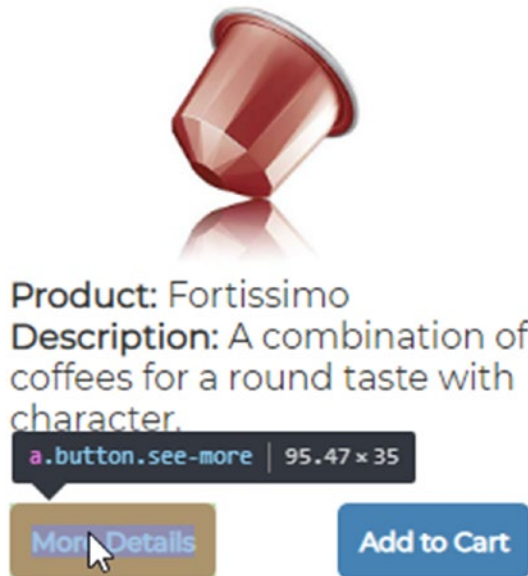 Product: Fortissimo
Description: A combination of
coffees for a round taste with
character.
a.button.see-more | 95.47 × 35
More Details
Add to Cart